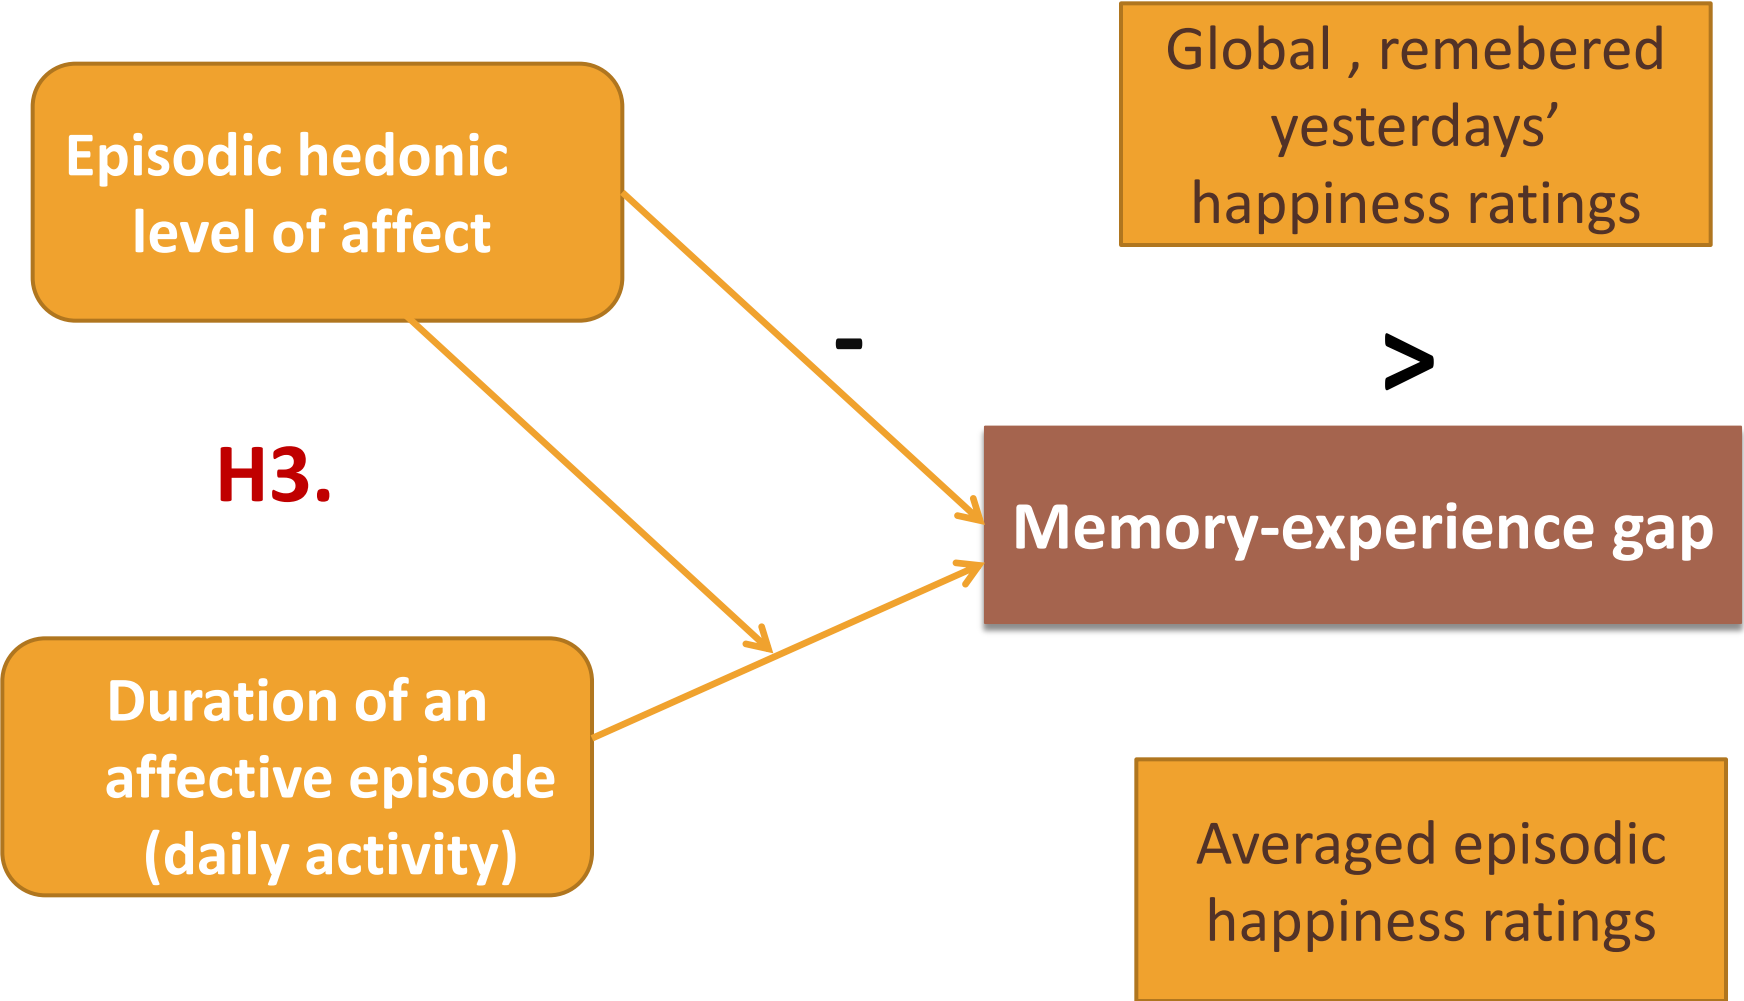 Episodic hedonic
level of affect
H3.
Duration of an
affective episode
(daily activity)
-
Global , remebered
yesterdays’
happiness ratings
>
Memory-experience gap
Averaged episodic
happiness ratings